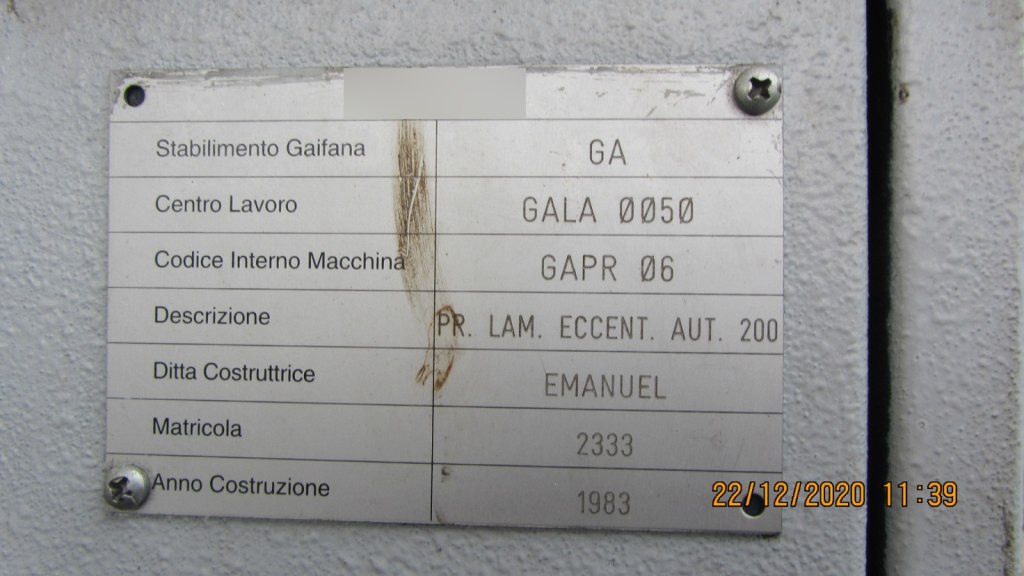 Stabilimento Gaifana GA
Centro Lavoro GALA 0050
Codice Interno Macchina GAPR 06
Descrizione PR. LAM. ECCENT. AUT. 200
Ditta Costruttrice EMANUEL
Matricola 2333
Anno Costruzione 1983
22/12/2020 11:39